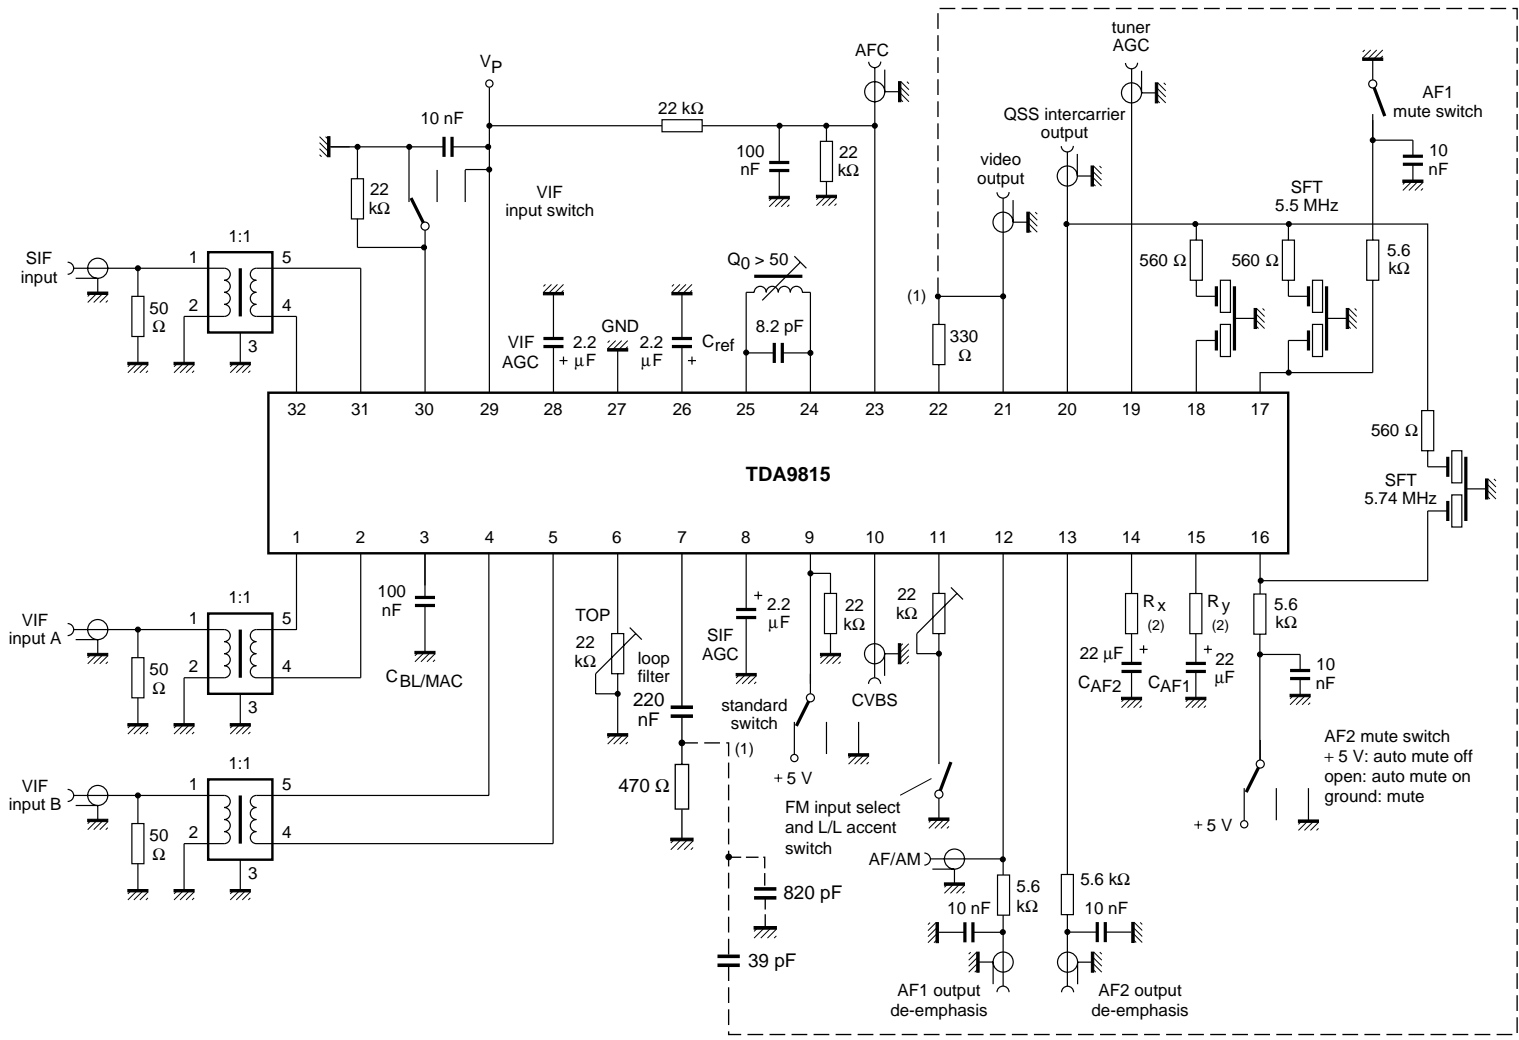 tuner
AGC
AFC
V P
AF1
mute switch
10 nF
22 kΩ
QSS intercarrier
output
video
output
100
nF
22
kΩ
10
nF
22
kΩ
VIF
input switch
SFT
5.5 MHz
1:1
SIF
input
1
5
2
4
3
50
Ω
Q0 > 50
560 Ω
560 Ω
5.6
kΩ
(1)
GND
VIF
AGC
2.2
μF
+
2.2
μF
+
Cref
8.2 pF
330
Ω
32
31
30
29
28
27
26
25
24
23
22
21
20
19
18
17
560 Ω
TDA9815
SFT
5.74 MHz
1
2
3
4
5
6
7
8
9
10
11
12
13
14
15
16
VIF
input A
1:1
1
5
2
4
3
50
Ω
100
nF
C BL/MAC
TOP
22
kΩ
loop
filter
220
nF
+
2.2
μF
SIF
AGC
22
kΩ
22
kΩ
R x
(2)
R y
(2)
5.6
kΩ
22 μF
+
CAF2
+
22
μF
CAF1
10
nF
standard
switch
CVBS
(1)
+ 5 V
470 Ω
AF2 mute switch
+ 5 V: auto mute off
open: auto mute on
ground: mute
+ 5 V
VIF
input B
1:1
1
5
2
4
3
50
Ω
FM input select
and L/L accent
switch
AF/AM
820 pF
5.6
kΩ
5.6 kΩ
10 nF
10 nF
39 pF
AF1 output
de-emphasis
AF2 output
de-emphasis